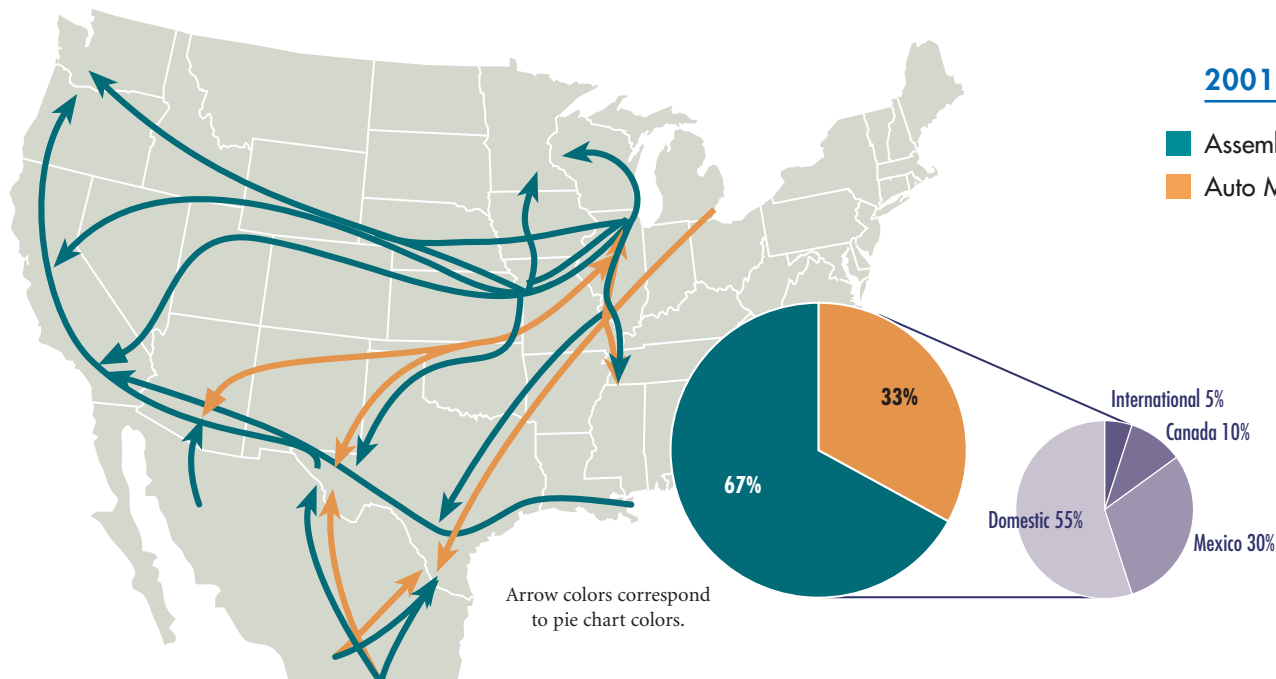 2001
Auto M
33%
67%
International 5%
Canada 10%
Domestic 55%
Mexico 30%
Arrow colors correspond
to pie chart colors.